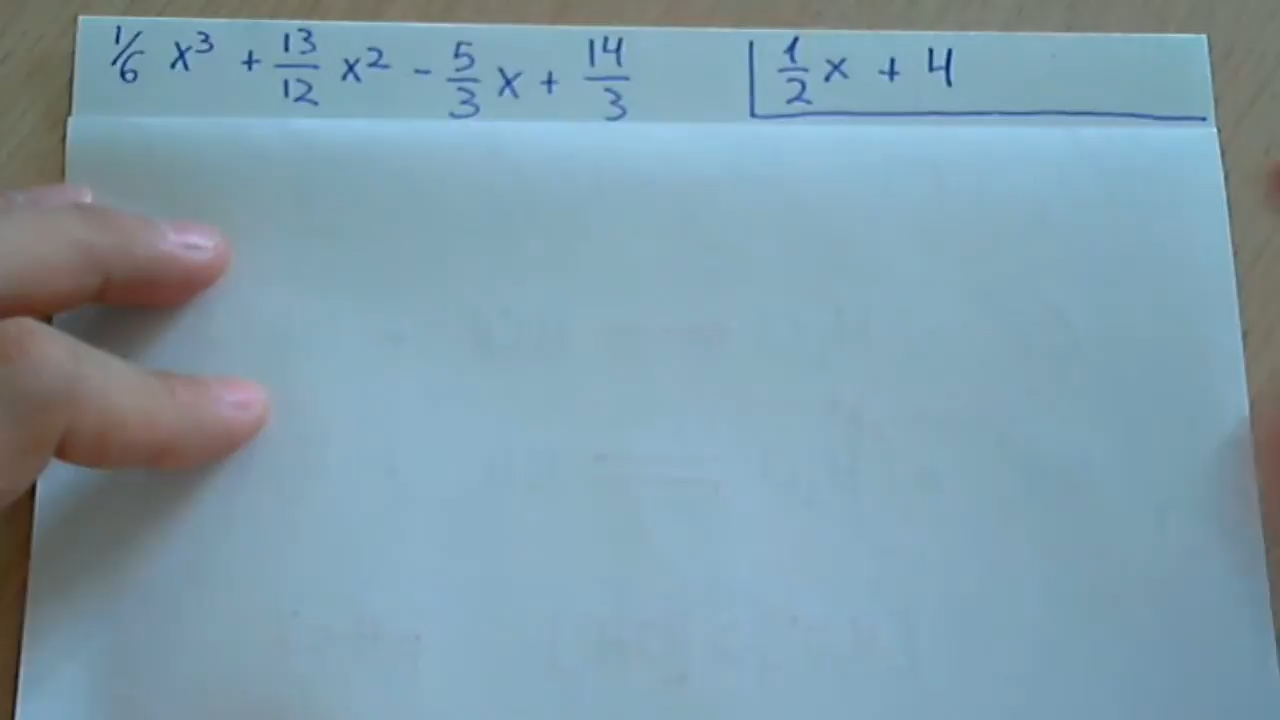 1/6 x³ + 13/12 x² - 5/3 x + 14/3 |1/2 x + 4